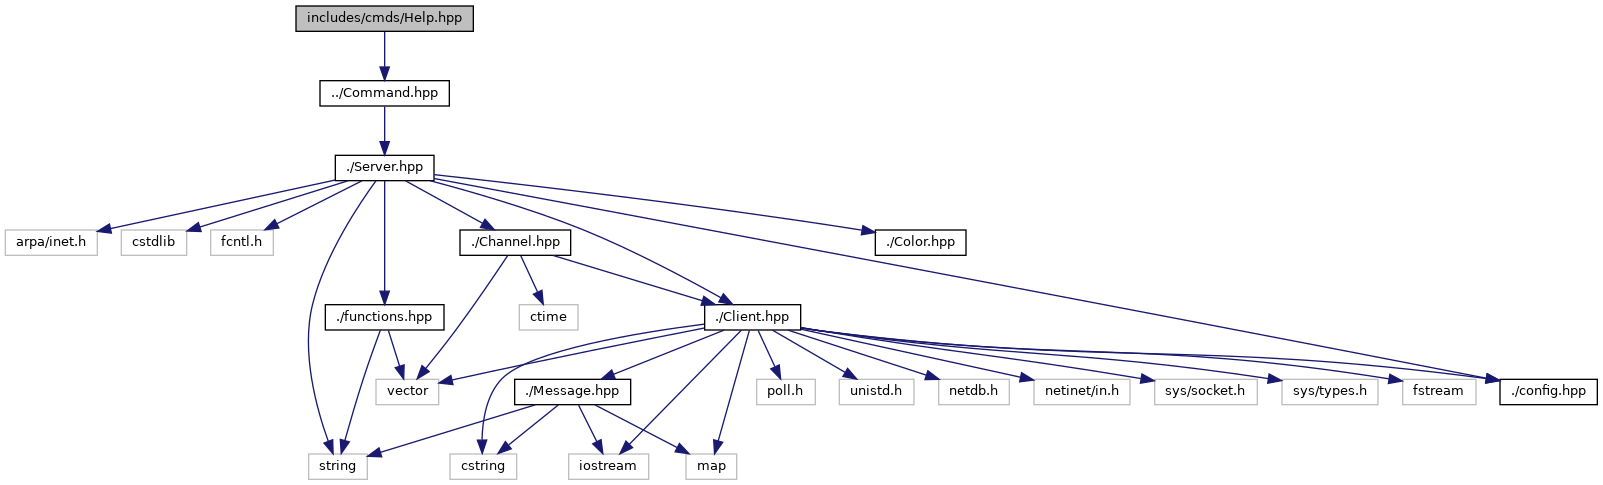 includes/cmds/Help.hpp
../Command.hpp
./Server.hpp
arpa/inet.h
cstdlib
fcntl.h
./Channel.hpp
./Color.hpp
./functions.hpp
ctime
./Client.hpp
vector
./Message.hpp
poll.h
unistd.h
netdb.h
netinet/in.h
sys/socket.h
sys/types.h
fstream
./config.hpp
string
cstring
iostream
map